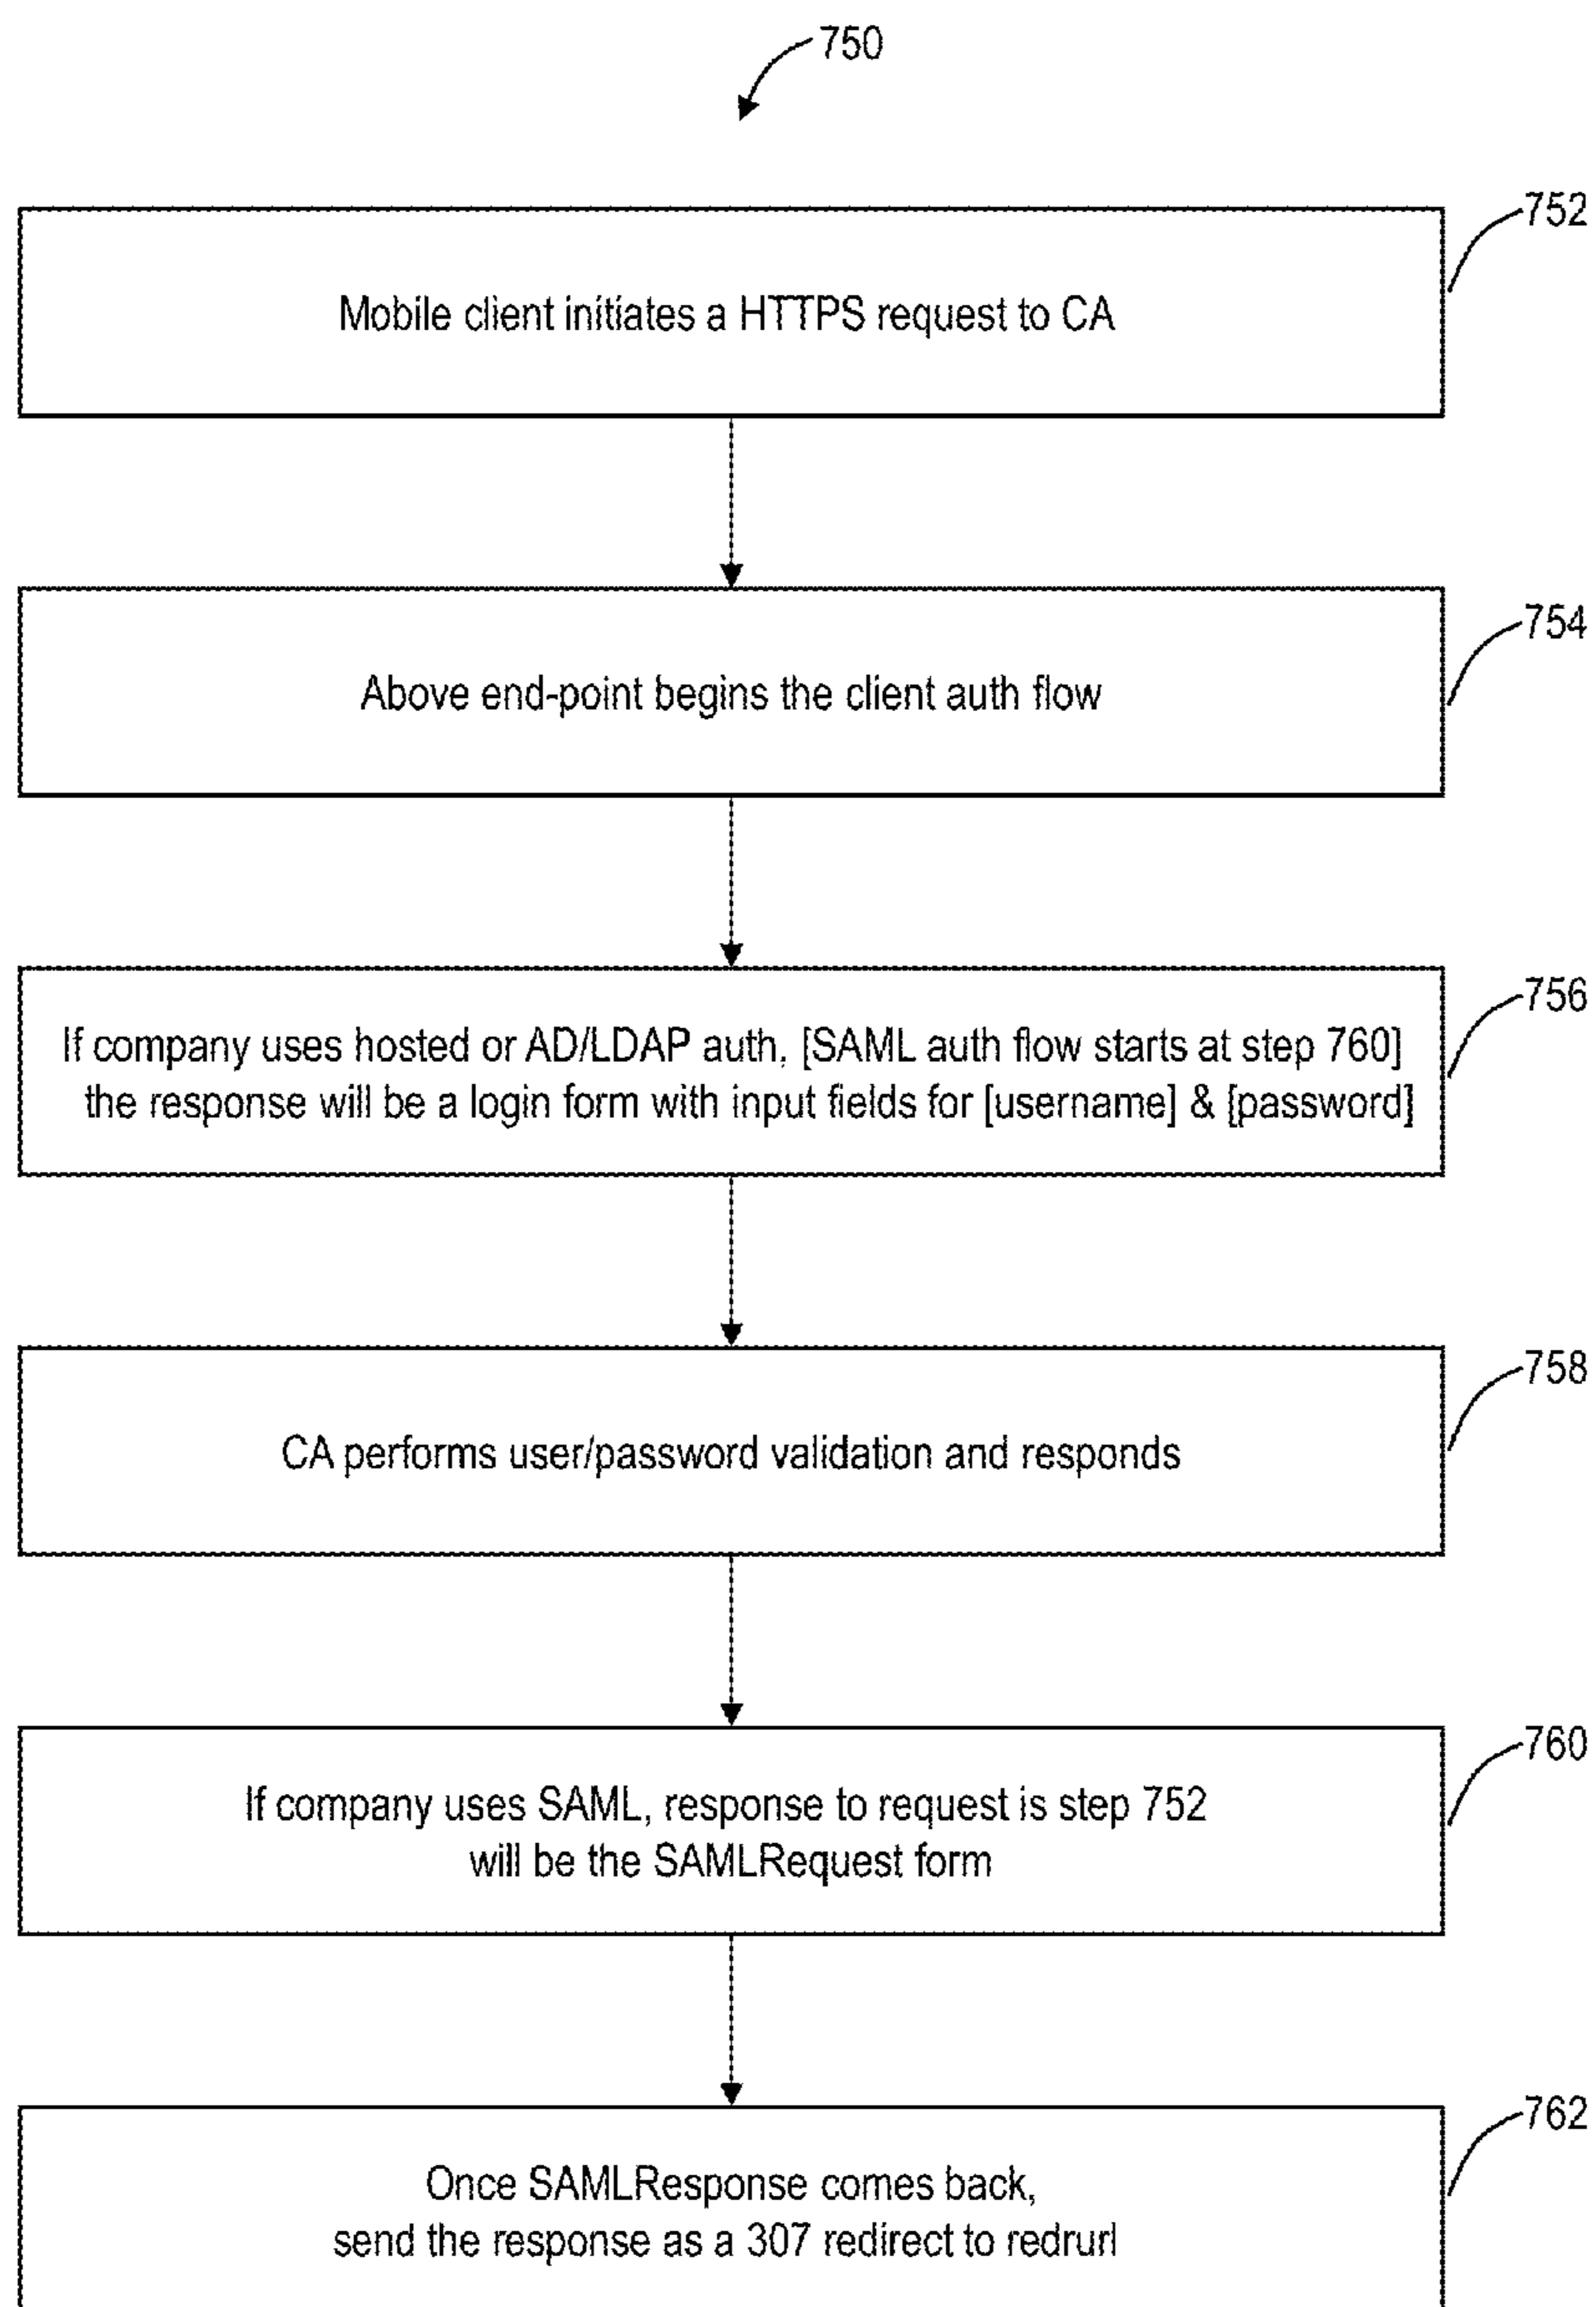 750
752
Mobile client initiates a HTTPS request to CA
754
Above end-point begins the client auth flow
756
If company uses hosted or AD/LDAP auth, [SAML auth flow starts at step 760]
the response will be a login form with input fields for [username] & [password]
758
CA performs user/password validation and responds
760
If company uses SAML, response to request is step 752
will be the SAMLRequest form
762
Once SAMLResponse comes back,
send the response as a 307 redirect to redrurl